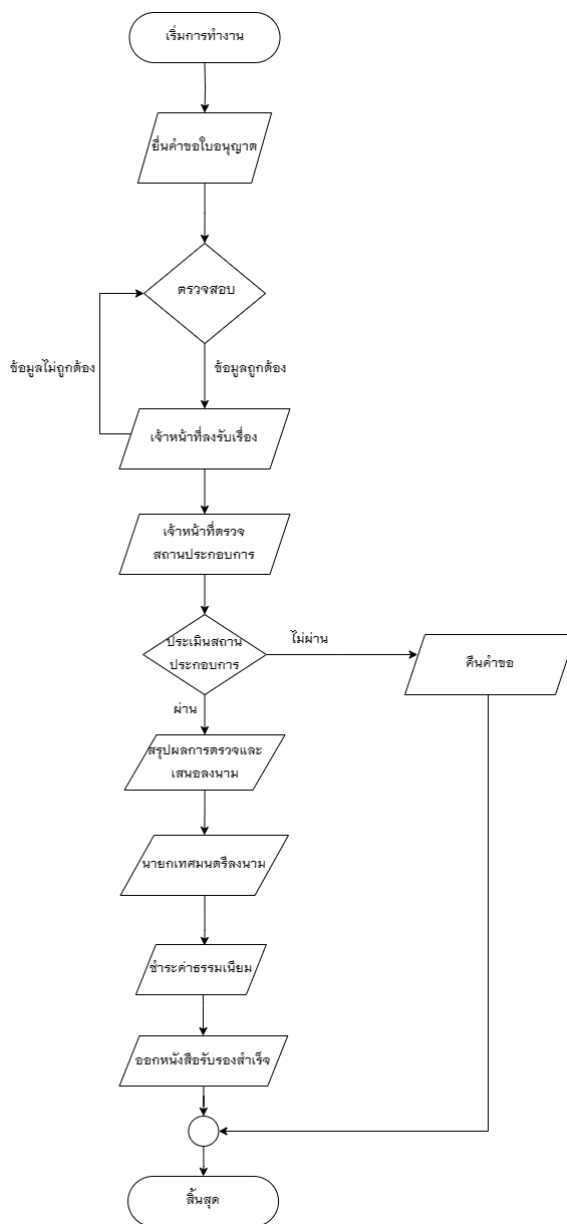 เริ่มการทำงาน
ยื่นคำขอใบอนุญาต
ตรวจสอบ
ข้อมูลไม่ถูกต้อง
ข้อมูลถูกต้อง
เจ้าหน้าที่ลงรับเรื่อง
เจ้าหน้าที่ตรวจ
สถานประกอบการ
ประเมินสถาน
ประกอบการ
ไม่ผ่าน
คืนคำขอ
ผ่าน
สรุปผลการตรวจและ
เสนอลงนาม
นายกเทศมนตรีลงนาม
ชำระค่าธรรมเนียม
ออกหนังสือรับรองสำเร็จ
สิ้นสุด